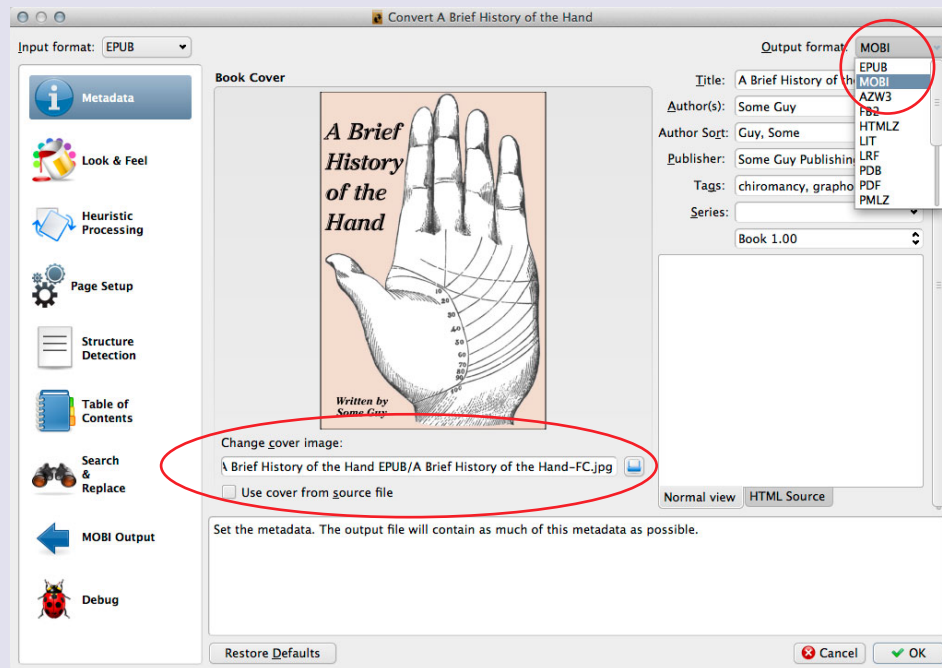 Convert A Brief History of the Hand
Input format: EPUB
Output format: MOBI
EPUB
MOBI
AZW3
FB2
HTMLZ
LIT
LRF
PDB
PDF
PMLZ
Metadata
Look & Feel
Heuristic
Processing
Page Setup
Structure
Detection
Table of
Contents
Search
&
Replace
MOBI Output
Debug
Book Cover
A Brief
History
of the
Hand
10
20
30
40
50
60
70
80
90
100
Written by
Some Guy
Change cover image:
A Brief History of the Hand EPUB/A Brief History of the Hand-FC.jpg
Use cover from source file
Title: A Brief History of th
Author(s): Some Guy
Author Sort: Guy, Some
Publisher: Some Guy Publishin
Tags: chiromancy, grapho
Series:
Book 1.00
Normal view
HTML Source
Set the metadata. The output file will contain as much of this metadata as possible.
Restore Defaults
Cancel
OK